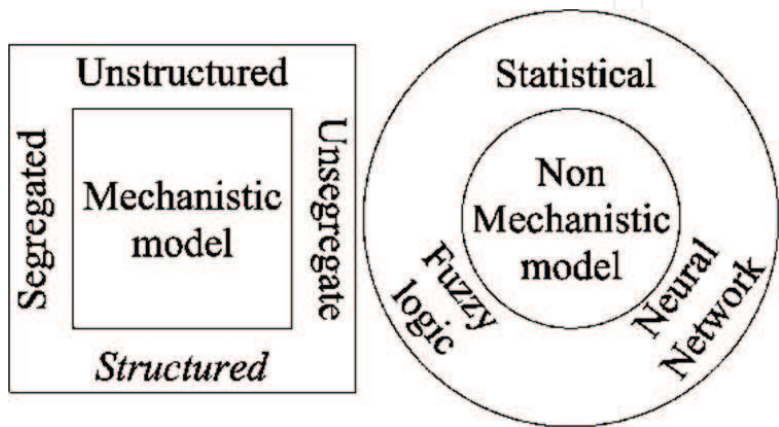 Unstructured
Segregated
Mechanistic
model
Unsegregate
Structured
Statistical
Non
Mechanistic
model
Fuzzy
logic
Neural
Network